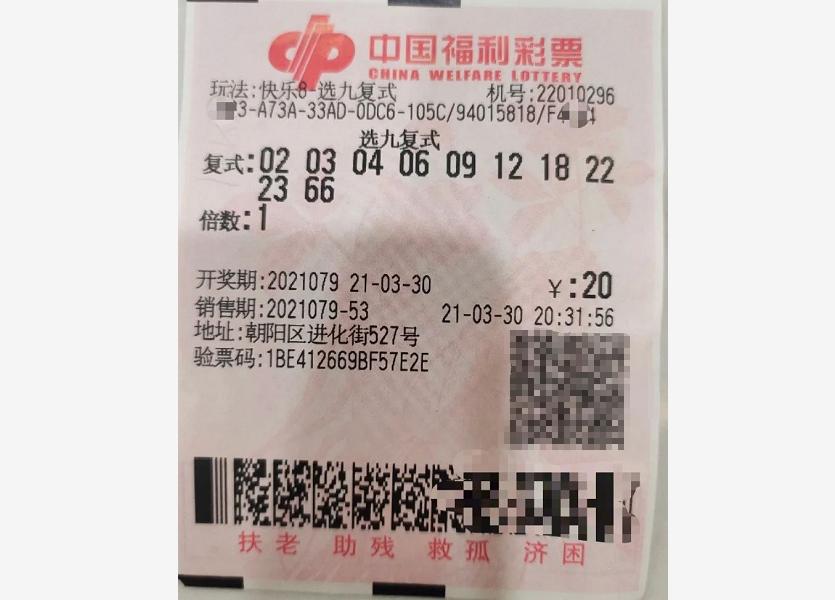 中国福利彩票
CHINA WELFARE LOTTERY
玩法:快乐8-选九复式 机号:22010296
3-A73A-33AD-0DC6-105C/94015818/F4
选九复式
复式:02 03 04 06 09 12 18 22
23 66
倍数:1
开奖期:2021079 21-03-30 ¥:20
销售期:2021079-53 21-03-30 20:31:56
地址:朝阳区进化街527号
验票码:1BE412669BF57E2E
扶老 助残 救孤 济困